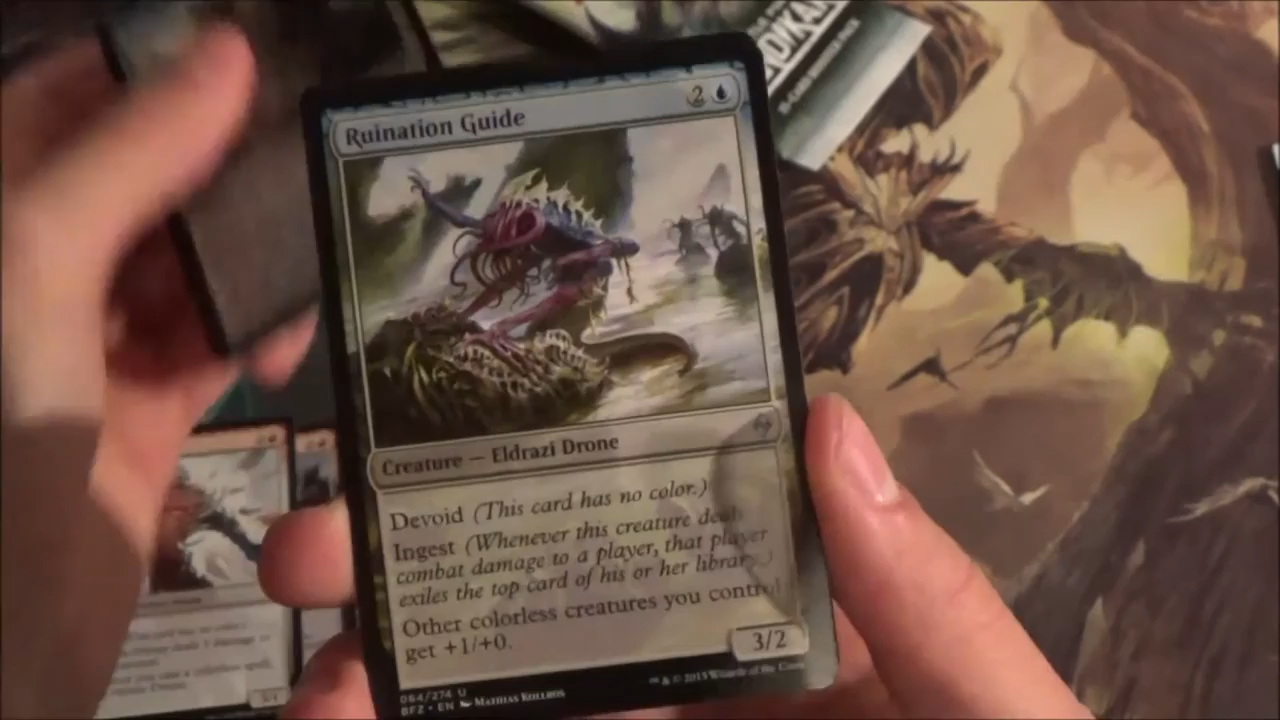 Ruination Guide
2
Creature — Eldrazi Drone
Devoid (This card has no color.)
Ingest (Whenever this creature deals
combat damage to a player, that player
exiles the top card of his or her library.)
Other colorless creatures you control
get +1/+0.
3/2
064/274 U
BFZ • EN Mathias Kollros
™ & © 2015 Wizards of the Coast